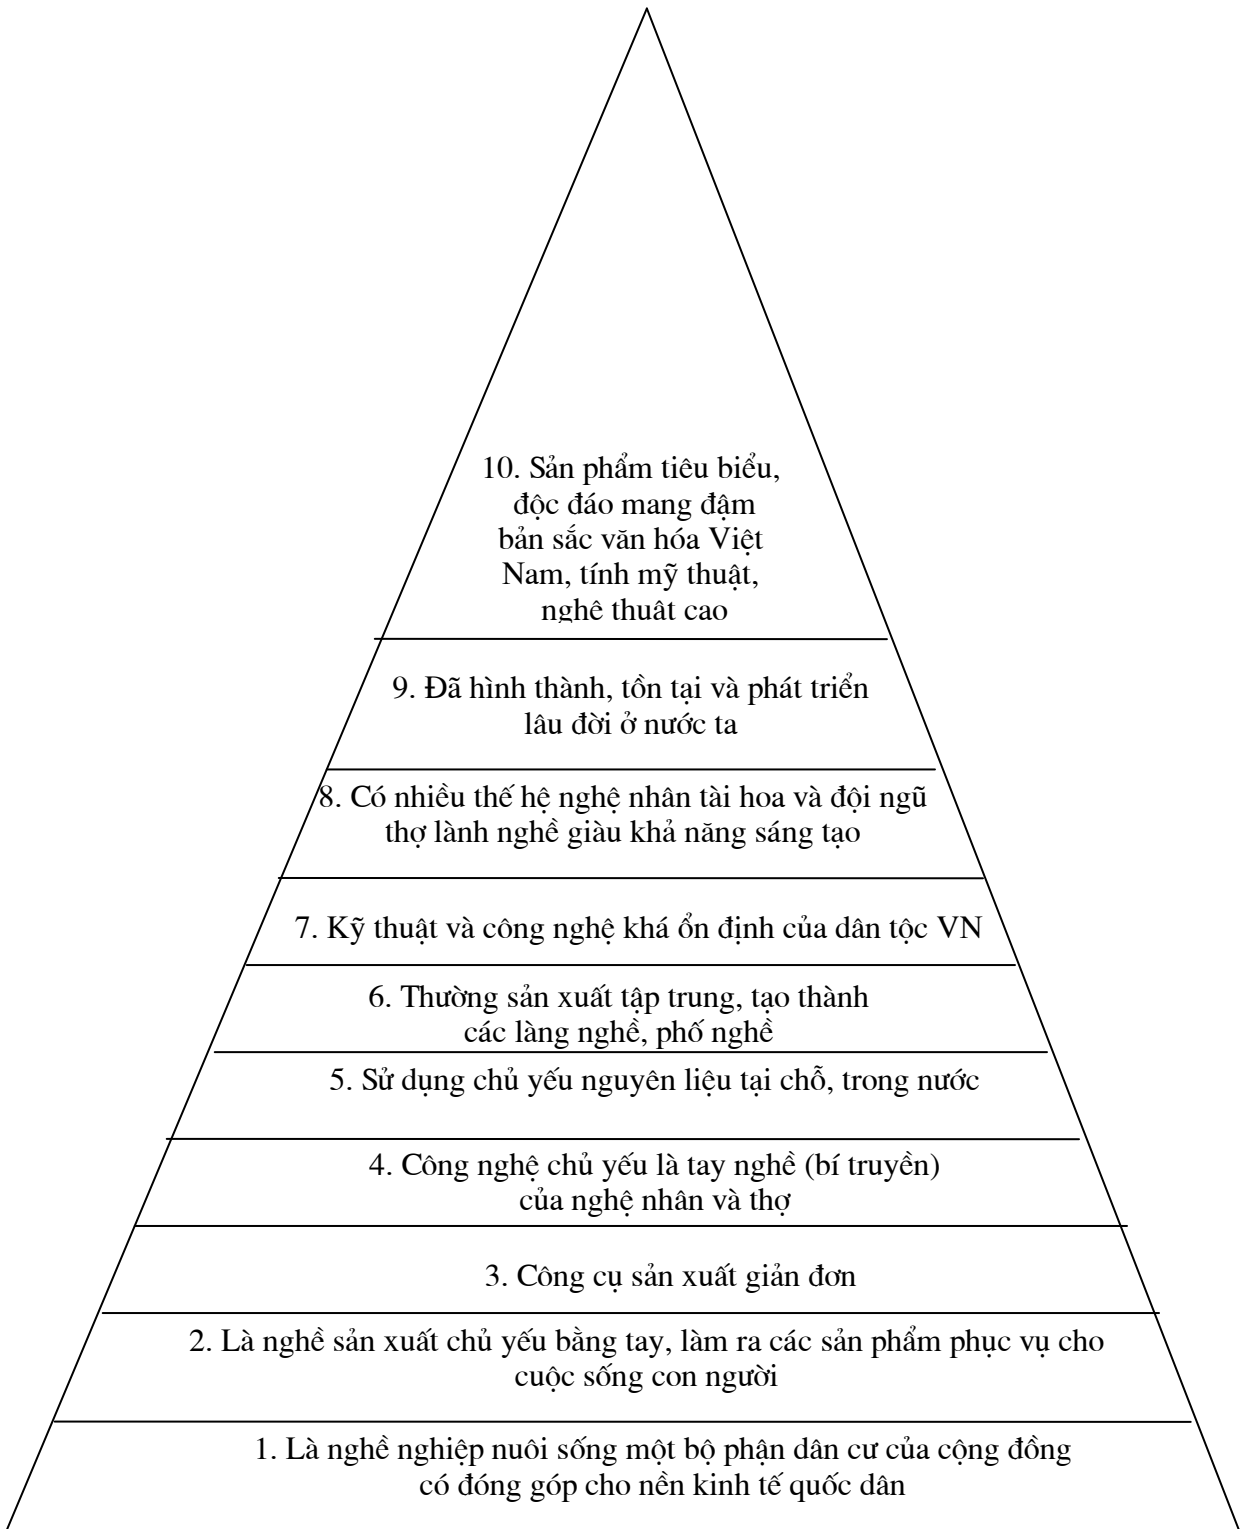 10. Sản phẩm tiêu biểu,
độc đáo mang đậm
bản sắc văn hóa Việt
Nam, tính mỹ thuật,
nghệ thuật cao
9. Đã hình thành, tồn tại và phát triển
lâu đời ở nước ta
8. Có nhiều thế hệ nghệ nhân tài hoa và đội ngũ
thợ lành nghề giàu khả năng sáng tạo
7. Kỹ thuật và công nghệ khá ổn định của dân tộc VN
6. Thường sản xuất tập trung, tạo thành
các làng nghề, phố nghề
5. Sử dụng chủ yếu nguyên liệu tại chỗ, trong nước
4. Công nghệ chủ yếu là tay nghề (bí truyền)
của nghệ nhân và thợ
3. Công cụ sản xuất giản đơn
2. Là nghề sản xuất chủ yếu bằng tay, làm ra các sản phẩm phục vụ cho
cuộc sống con người
1. Là nghề nghiệp nuôi sống một bộ phận dân cư của cộng đồng
có đóng góp cho nền kinh tế quốc dân